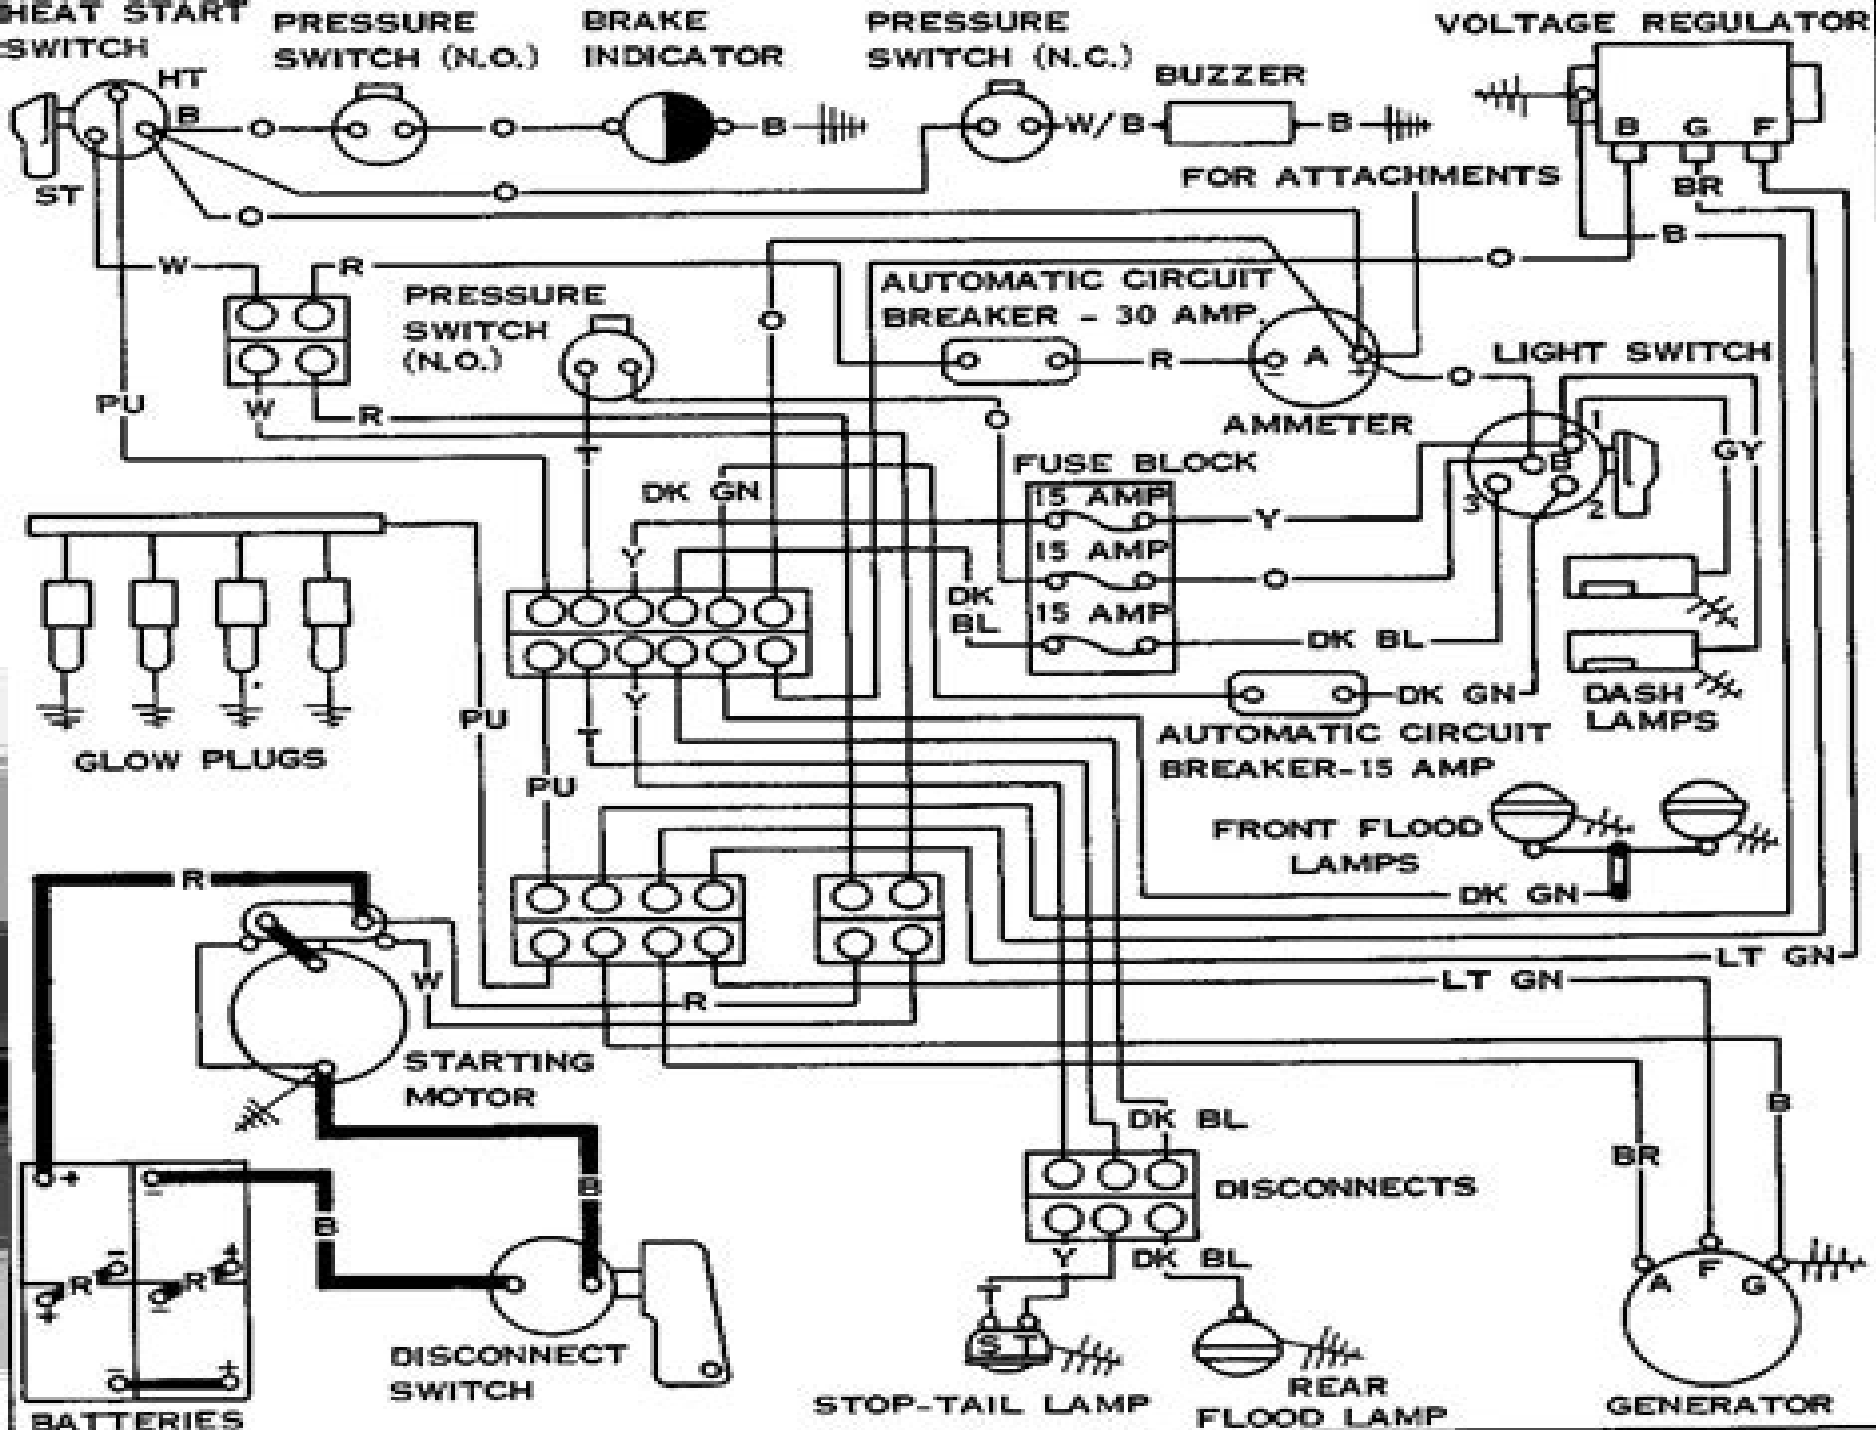 HEAT START
SWITCH
PRESSURE
SWITCH (N.O.)
BRAKE
INDICATOR
PRESSURE
SWITCH (N.C.)
BUZZER
VOLTAGE REGULATOR
HT
B
ST
B
W/B
B
B G F
BR
B
FOR ATTACHMENTS
W
R
PRESSURE
SWITCH
(N.O.)
AUTOMATIC CIRCUIT
BREAKER - 30 AMP.
R
- A +
AMMETER
LIGHT SWITCH
1
B
3
2
GY
PU
W
R
T
DK GN
Y
FUSE BLOCK
15 AMP
15 AMP
15 AMP
Y
DK
BL
DK BL
DK GN
DASH
LAMPS
AUTOMATIC CIRCUIT
BREAKER-15 AMP
GLOW PLUGS
PU
T
Y
PU
FRONT FLOOD
LAMPS
DK GN
LT GN
LT GN
R
W
R
STARTING
MOTOR
B
B
DK BL
DISCONNECTS
Y
DK BL
T
S T
BR
B
A F G
+
-
- +
R R
+ -
- +
BATTERIES
DISCONNECT
SWITCH
STOP-TAIL LAMP
REAR
FLOOD LAMP
GENERATOR